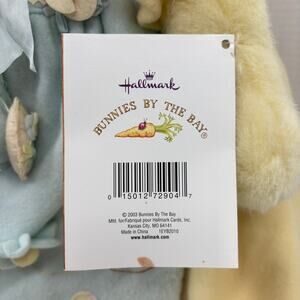 Hallmark
BUNNIES BY THE BAY®
0 15012 72904 7
© 2003 Bunnies By The Bay
Mfd. for/Fabriqué pour Hallmark Cards, Inc.
Kansas City, MO 64141
Made in China 1EYB2010
www.hallmark.com